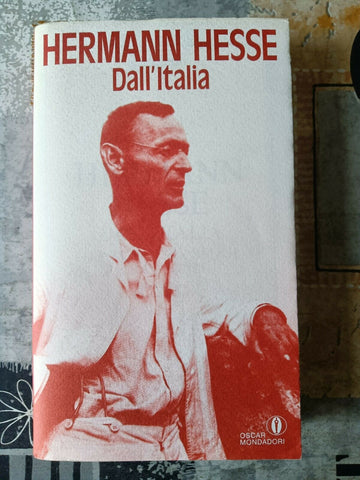 HERMANN HESSE
Dall'Italia
OSCAR
MONDADORI